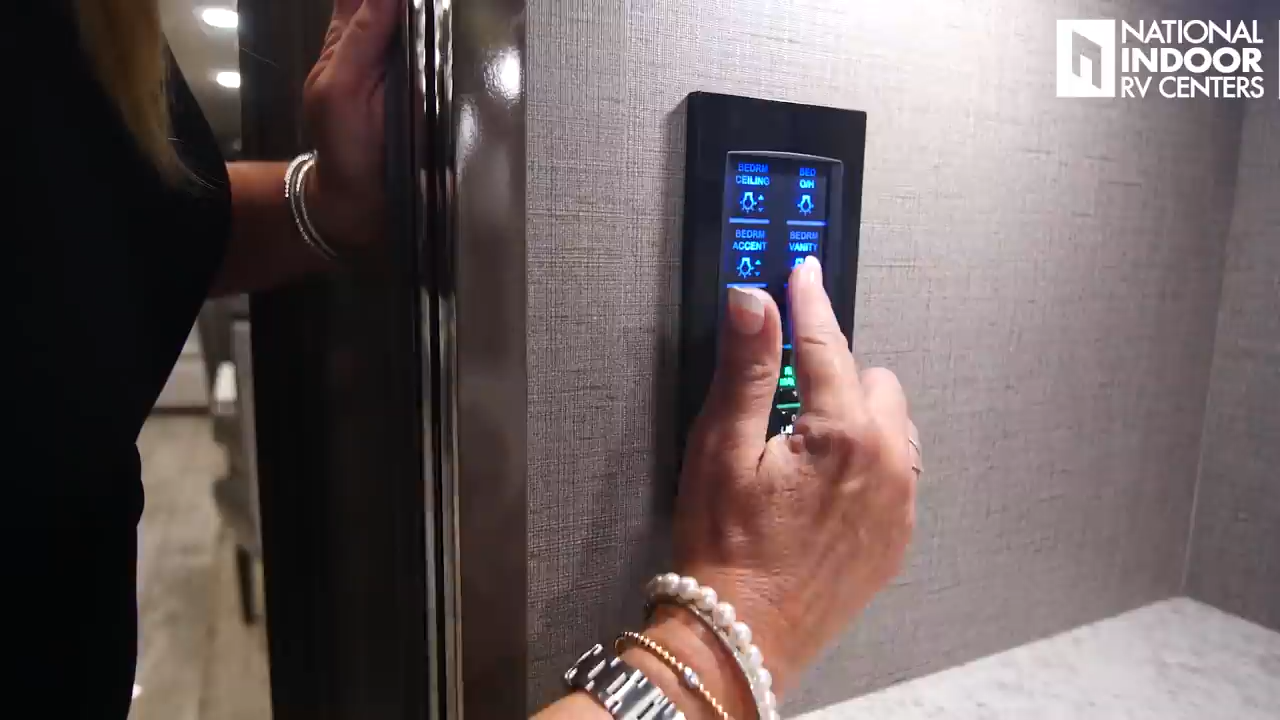 NATIONAL
INDOOR
RV CENTERS
BEDRM
CEILING
BED
O/H
BEDRM
ACCENT
BEDRM
VANITY